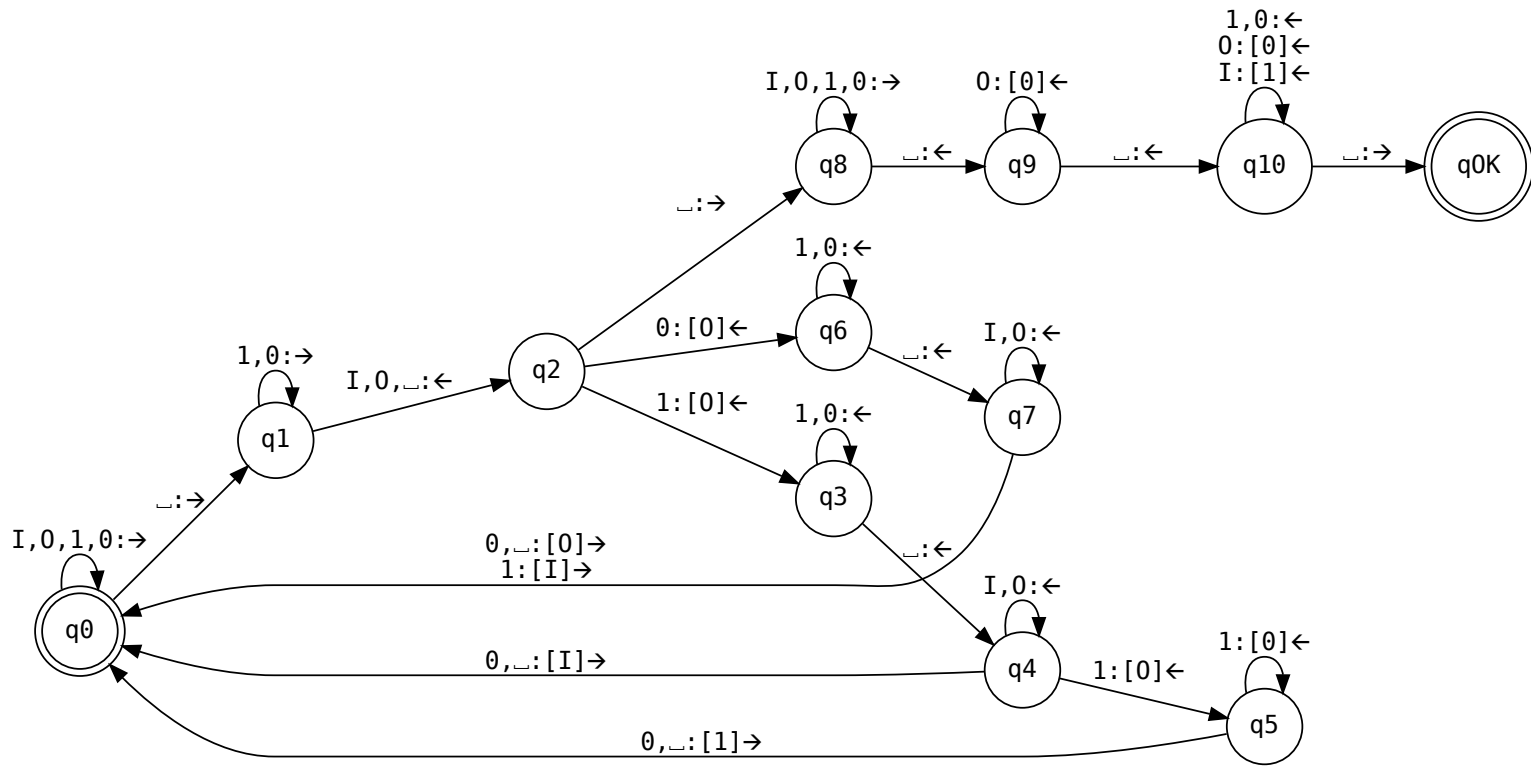 1,0:←
O:[0]←
I:[1]←
I,O,1,0:→
O:[0]←
q8
␣:←
q9
␣:←
q10
␣:→
qOK
␣:→
1,0:←
0:[O]←
q6
I,O:←
1,0:→
I,O,␣:←
q2
␣:←
q7
1:[O]←
1,0:←
q1
q3
␣:→
I,O,1,0:→
0,␣:[O]→
1:[I]→
␣:←
I,O:←
q0
0,␣:[I]→
q4
1:[O]←
1:[0]←
q5
0,␣:[1]→